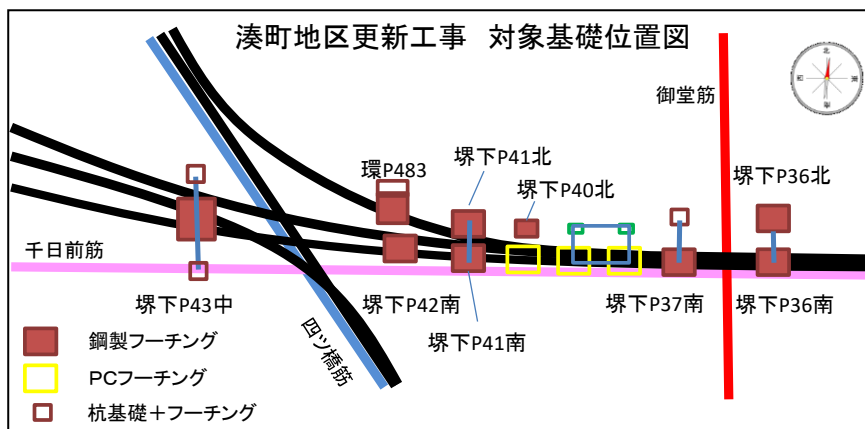 湊町地区更新工事 対象基礎位置図
北
西
東
南
御堂筋
環P483
堺下P41北
堺下P40北
堺下P36北
千日前筋
堺下P43中
堺下P42南
堺下P41南
堺下P37南
堺下P36南
四ツ橋筋
鋼製フーチング
PCフーチング
杭基礎+フーチング